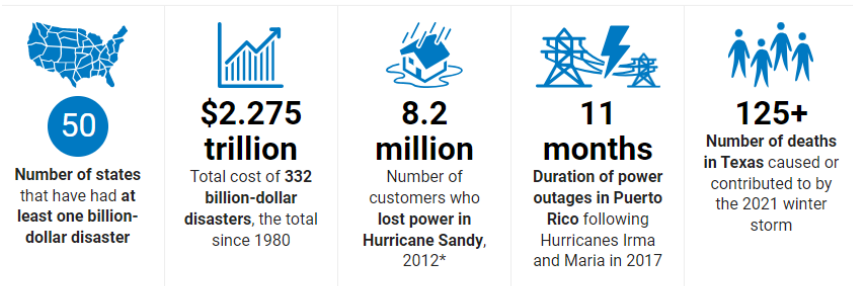 50
Number of states
that have had at
least one billion-
dollar disaster
$2.275
trillion
Total cost of 332
billion-dollar
disasters, the total
since 1980
8.2
million
Number of
customers who
lost power in
Hurricane Sandy,
2012*
11
months
Duration of power
outages in Puerto
Rico following
Hurricanes Irma
and Maria in 2017
125+
Number of deaths
in Texas caused or
contributed to by
the 2021 winter
storm